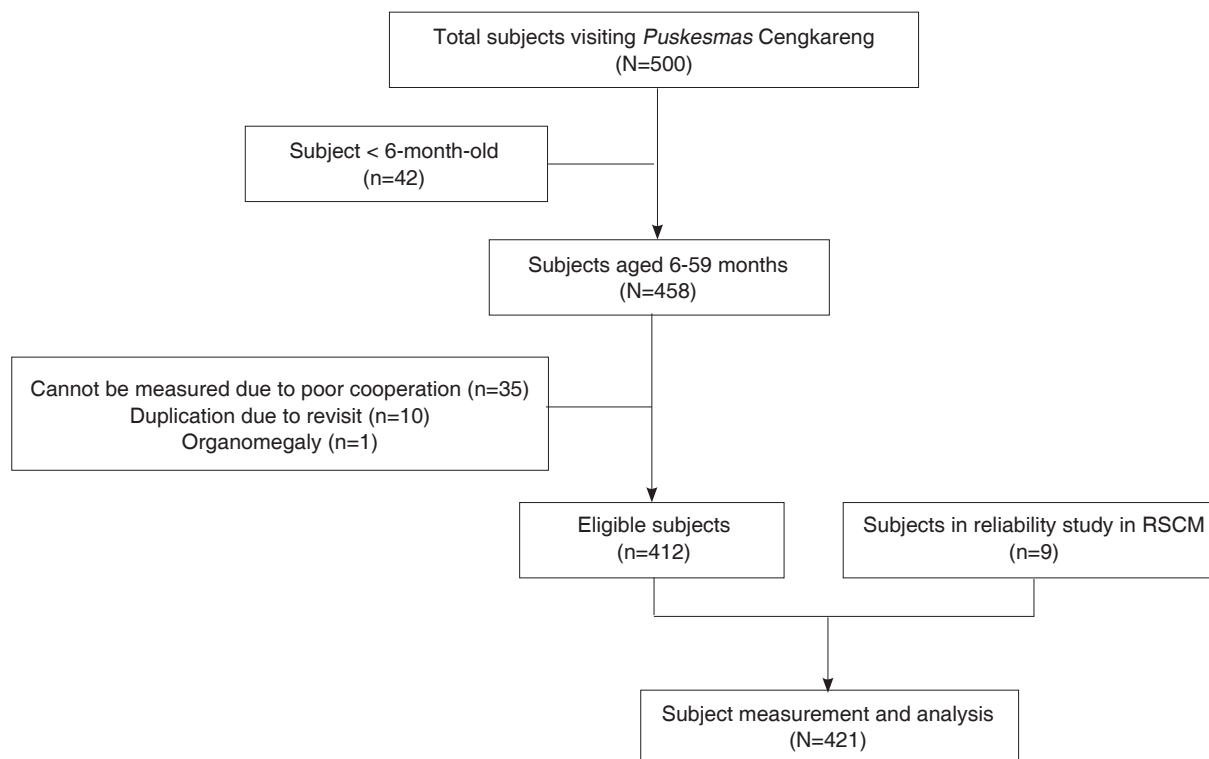 Total subjects visiting Puskesmas Cengkareng
(N=500)
Subject < 6-month-old
(n=42)
Subjects aged 6-59 months
(N=458)
Cannot be measured due to poor cooperation (n=35)
Duplication due to revisit (n=10)
Organomegaly (n=1)
Eligible subjects
(n=412)
Subjects in reliability study in RSCM
(n=9)
Subject measurement and analysis
(N=421)